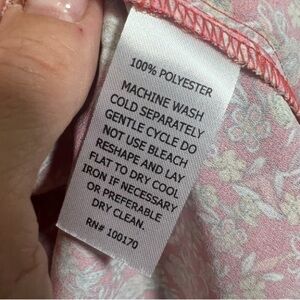 100% POLYESTER
MACHINE WASH
COLD SEPARATELY
GENTLE CYCLE DO
NOT USE BLEACH
RESHAPE AND LAY
FLAT TO DRY COOL
IRON IF NECESSARY
OR PREFERABLE
DRY CLEAN.
RN# 100170